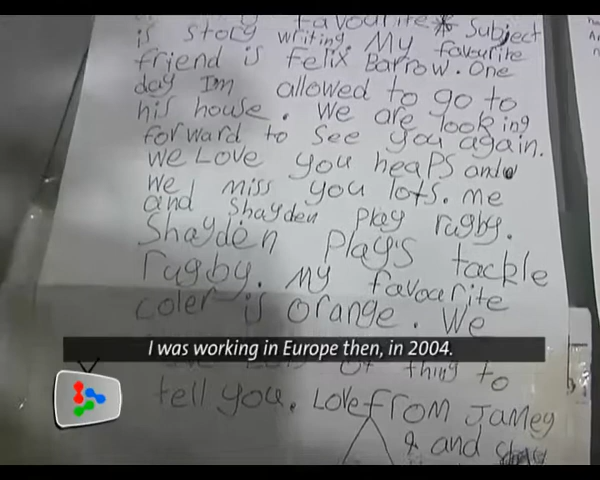 Favourite Subject
is story writing. My favourite
friend is Felix Barrow. One
day Im allowed to go to
his house. We are looking
forward to see you again.
We Love you heaps and
we miss you lots. me
and Shayden play rugby.
Shayden Play's tackle
rugby. My favourite
coler is orange. We
I was working in Europe then, in 2004.
thing to
tell you. Love From Jamey
& and